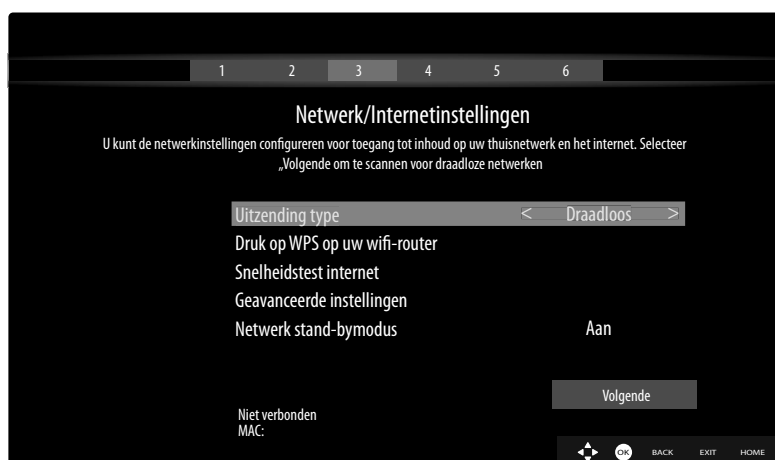 1 2 3 4 5 6
Netwerk/Internetinstellingen
U kunt de netwerkinstellingen configureren voor toegang tot inhoud op uw thuisnetwerk en het internet. Selecteer
„Volgende om te scannen voor draadloze netwerken
Uitzending type < Draadloos >
Druk op WPS op uw wifi-router
Snelheidstest internet
Geavanceerde instellingen
Netwerk stand-bymodus Aan
Volgende
Niet verbonden
MAC:
OK BACK EXIT HOME